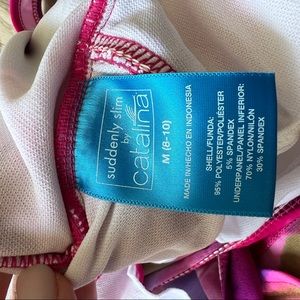 suddenly slim
by
catalina
M (8-10)
MADE IN/HECHO EN INDONESIA
SHELL/FUNDA:
95% POLYESTER/POLIÉSTER
5% SPANDEX
UNDERPANEL/PANEL INFERIOR:
70% NYLON/NILÓN
30% SPANDEX